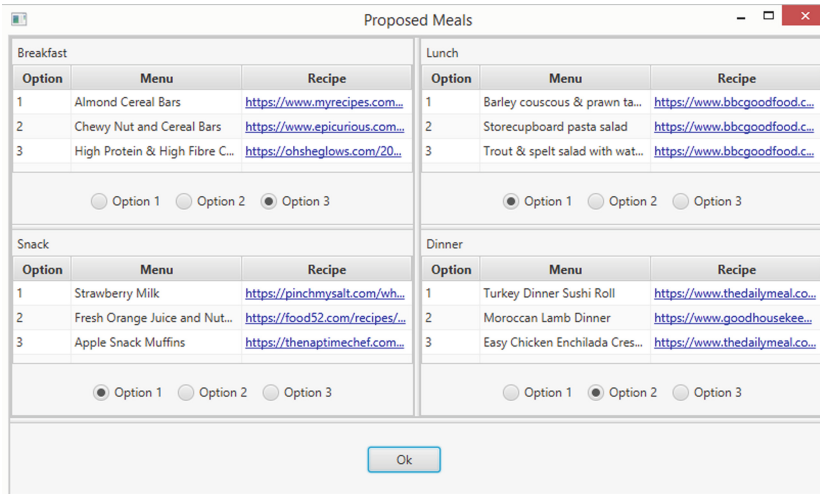 Proposed Meals
Breakfast
Option Menu Recipe
1 Almond Cereal Bars https://www.myrecipes.com...
2 Chewy Nut and Cereal Bars https://www.epicurious.com...
3 High Protein & High Fibre C... https://ohsheglows.com/20...
Option 1 Option 2 Option 3
Lunch
Option Menu Recipe
1 Barley couscous & prawn ta... https://www.bbcgoodfood.c...
2 Storecupboard pasta salad https://www.bbcgoodfood.c...
3 Trout & spelt salad with wat... https://www.bbcgoodfood.c...
Option 1 Option 2 Option 3
Snack
Option Menu Recipe
1 Strawberry Milk https://pinchmysalt.com/wh...
2 Fresh Orange Juice and Nut... https://food52.com/recipes/...
3 Apple Snack Muffins https://thenaptimechef.com...
Option 1 Option 2 Option 3
Dinner
Option Menu Recipe
1 Turkey Dinner Sushi Roll https://www.thedailymeal.co...
2 Moroccan Lamb Dinner https://www.goodhousekee...
3 Easy Chicken Enchilada Cres... https://www.thedailymeal.co...
Option 1 Option 2 Option 3
Ok